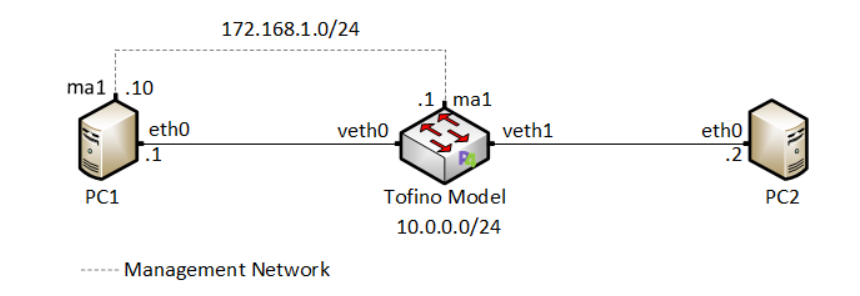 172.168.1.0/24
ma1 .10
.1 ma1
eth0
veth0
veth1
eth0
.1
.2
PC1
Tofino Model
PC2
10.0.0.0/24
Management Network